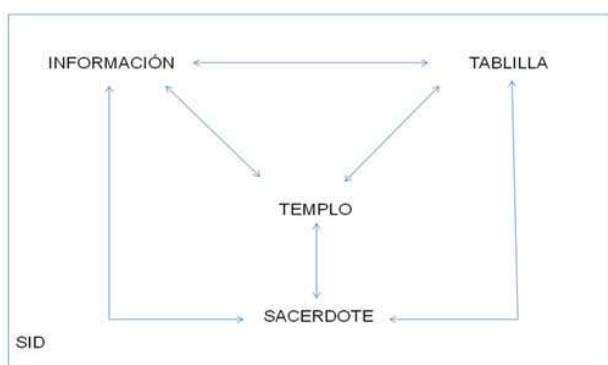 INFORMACIÓN
TABLILLA
TEMPLO
SACERDOTE
SID